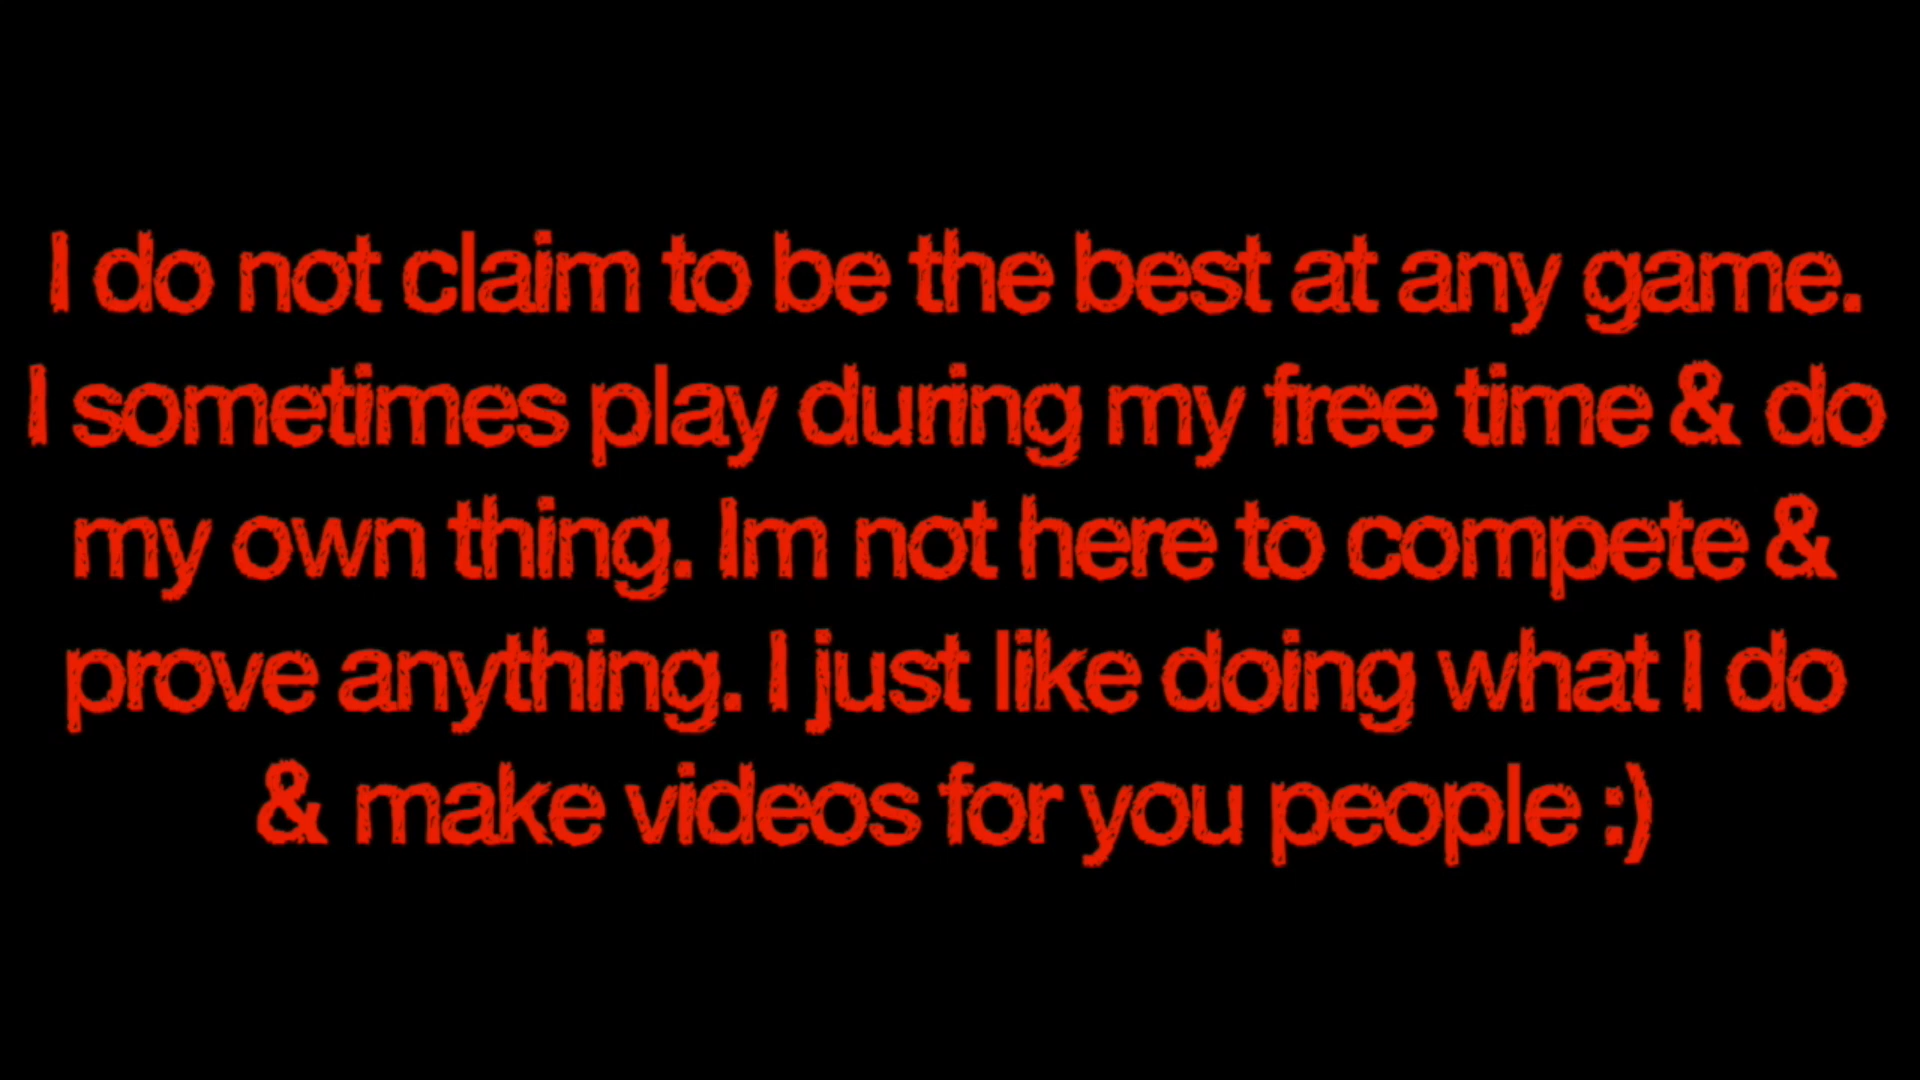 I do not claim to be the best at any game.
I sometimes play during my free time & do
my own thing. Im not here to compete &
prove anything. I just like doing what I do
& make videos for you people :)